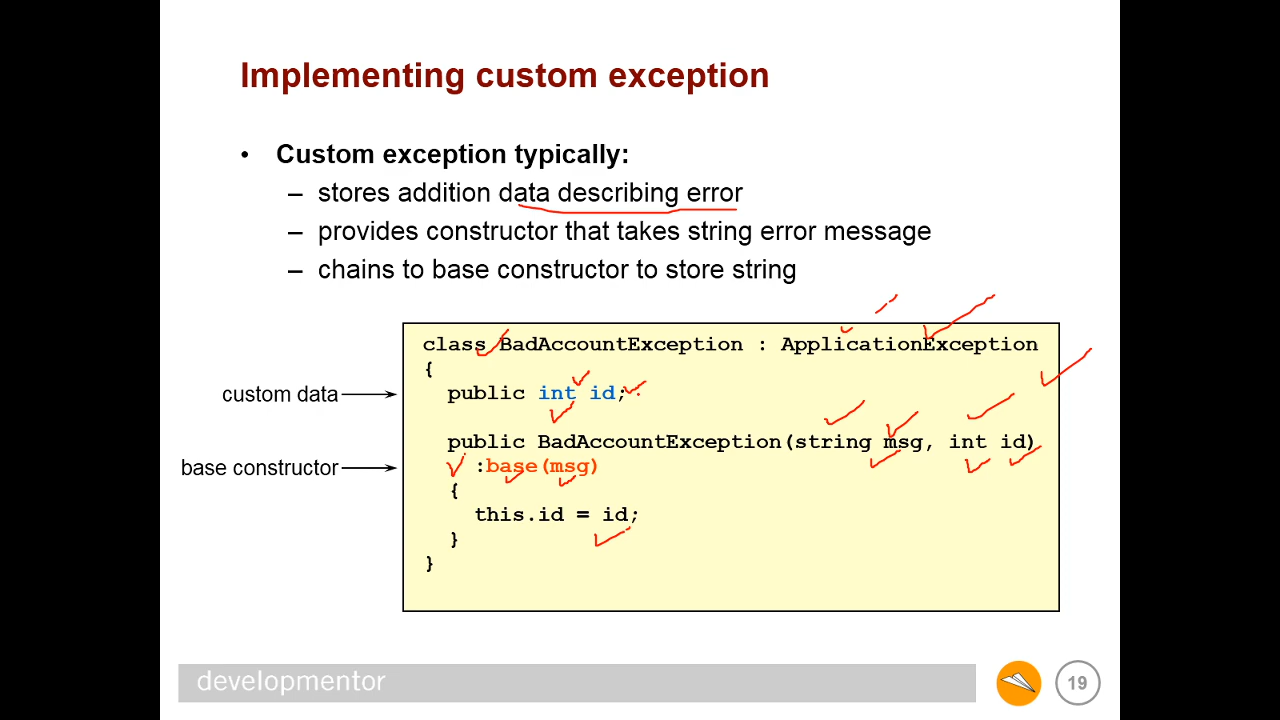 Implementing custom exception
• Custom exception typically:
– stores addition data describing error
– provides constructor that takes string error message
– chains to base constructor to store string
class BadAccountException : ApplicationException
{
custom data
public int id;
public BadAccountException(string msg, int id)
base constructor
:base(msg)
{
this.id = id;
}
}
developmentor
19